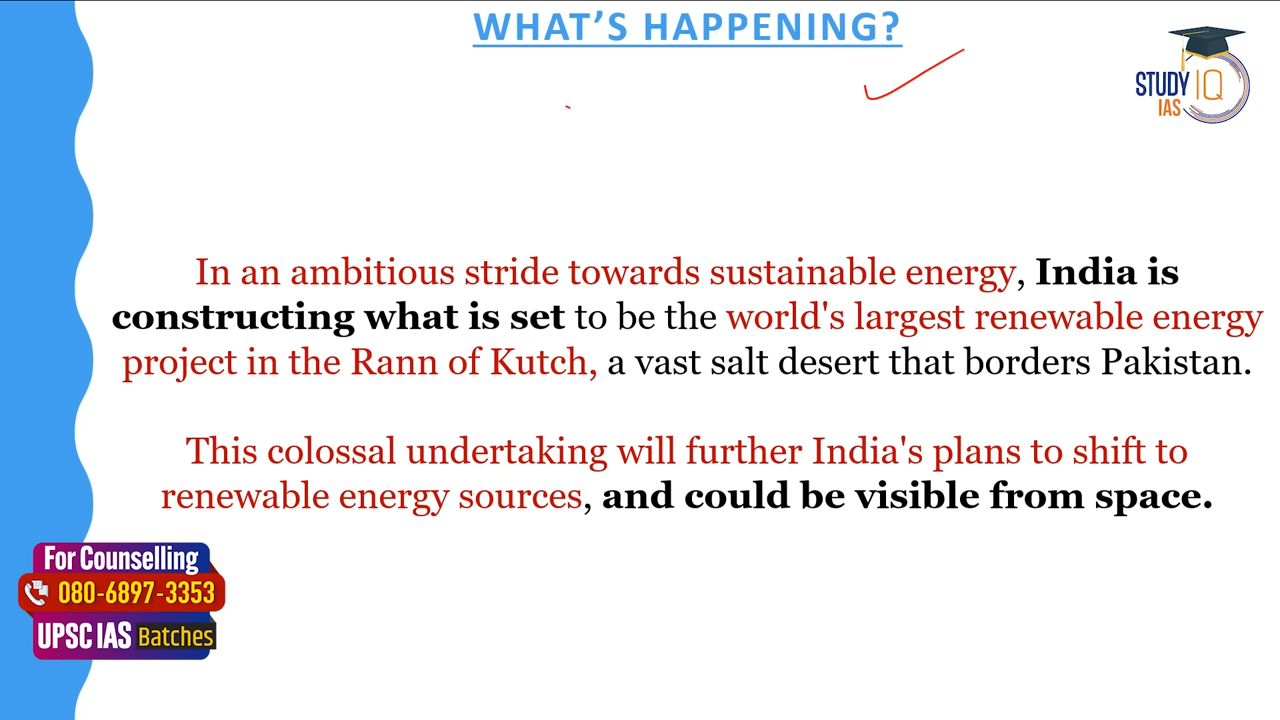 WHAT’S HAPPENING?
STUDY IQ
IAS
In an ambitious stride towards sustainable energy, India is
constructing what is set to be the world's largest renewable energy
project in the Rann of Kutch, a vast salt desert that borders Pakistan.
This colossal undertaking will further India's plans to shift to
renewable energy sources, and could be visible from space.
For Counselling
080-6897-3353
UPSC IAS Batches